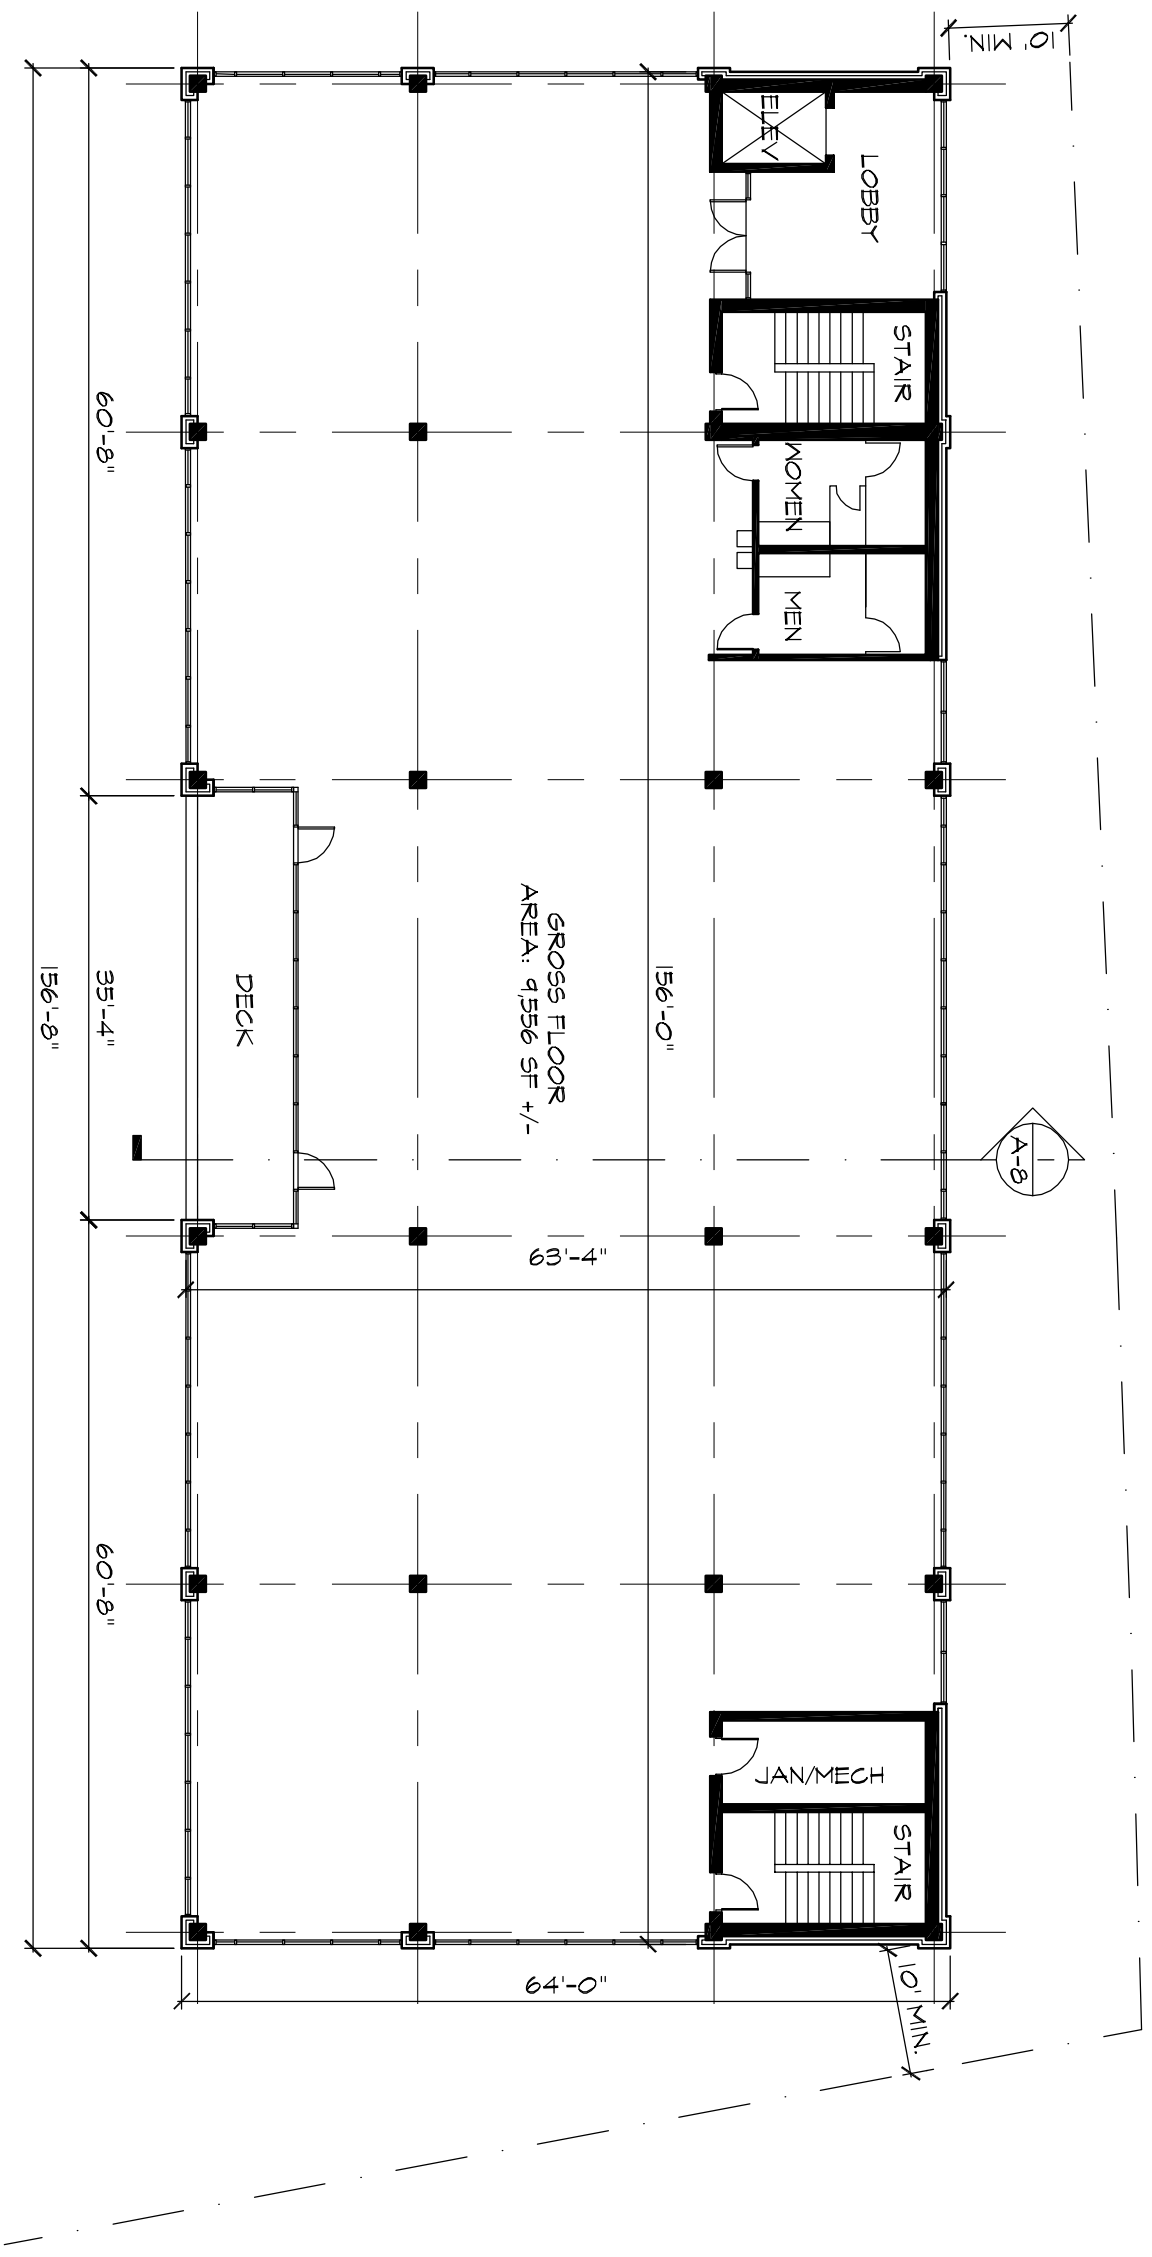 10' MIN.
ELEV
LOBBY
STAIR
WOMEN
MEN
60'-8"
GROSS FLOOR
AREA: 9,556 SF +/-
156'-0"
DECK
35'-4"
156'-8"
A-8
63'-4"
60'-8"
JAN/MECH
STAIR
64'-0"
10' MIN.